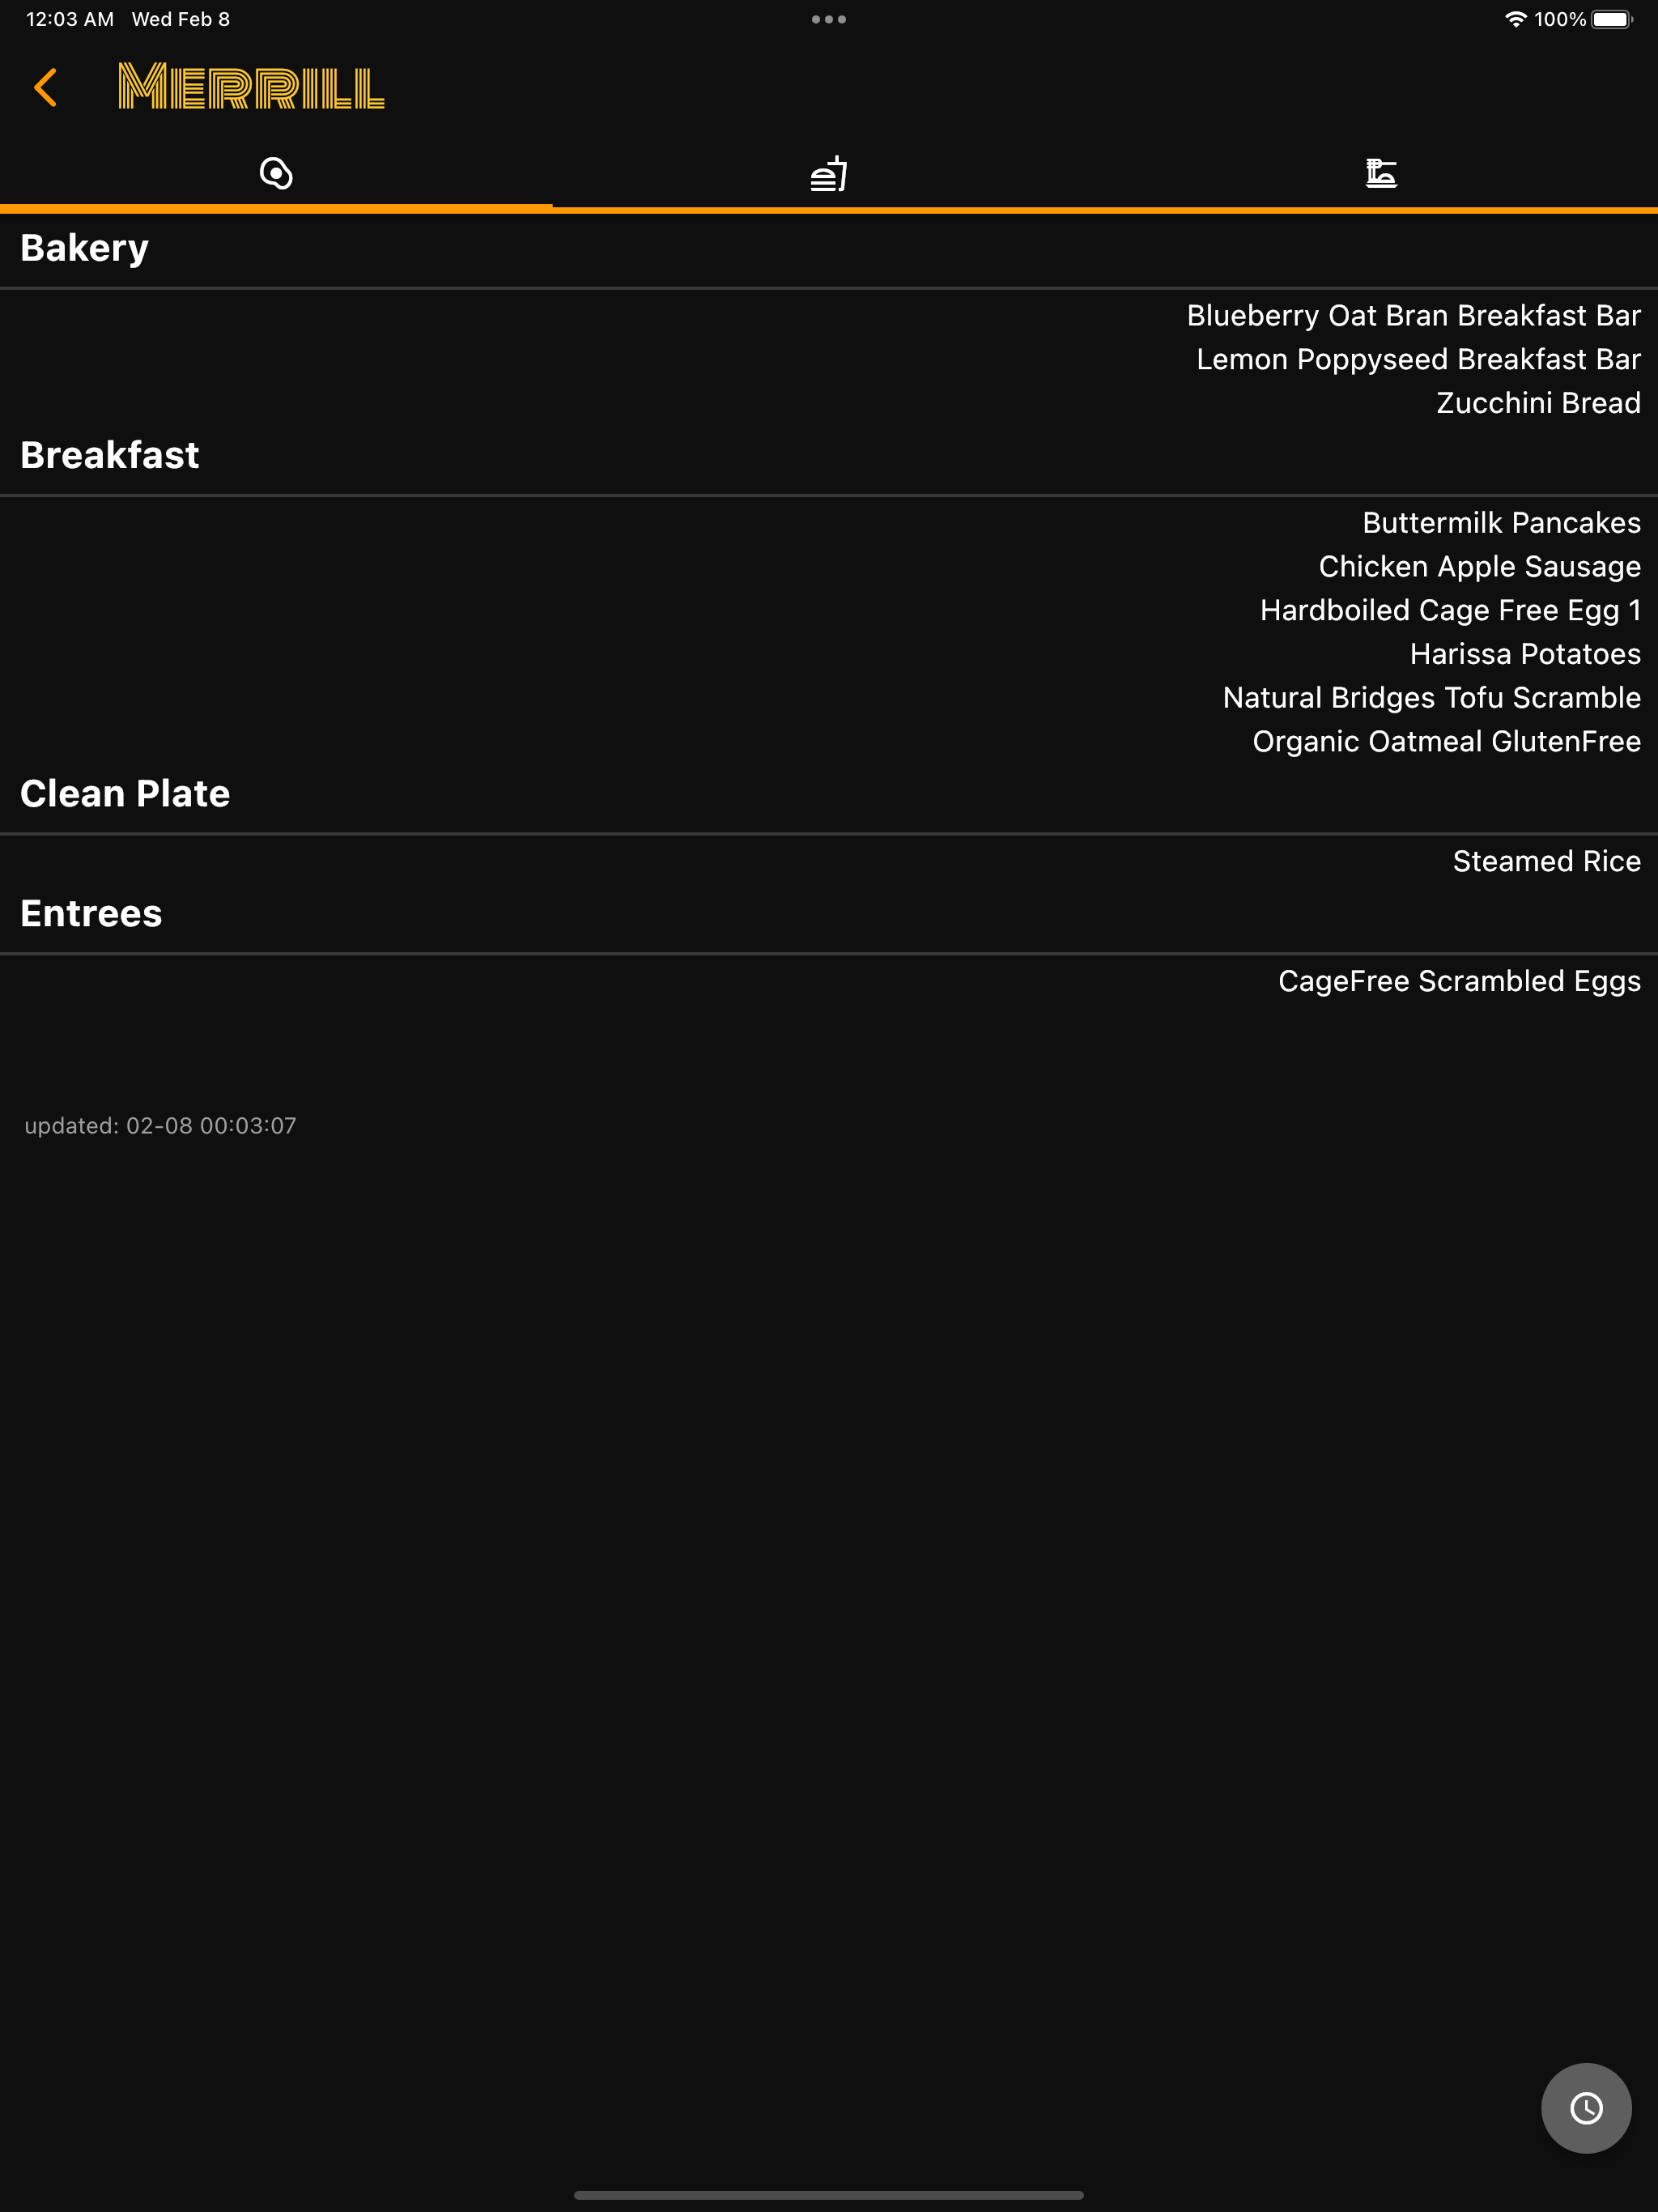 12:03 AM Wed Feb 8 100%
MERRILL
Bakery
Blueberry Oat Bran Breakfast Bar
Lemon Poppyseed Breakfast Bar
Zucchini Bread
Breakfast
Buttermilk Pancakes
Chicken Apple Sausage
Hardboiled Cage Free Egg 1
Harissa Potatoes
Natural Bridges Tofu Scramble
Organic Oatmeal GlutenFree
Clean Plate
Steamed Rice
Entrees
CageFree Scrambled Eggs
updated: 02-08 00:03:07